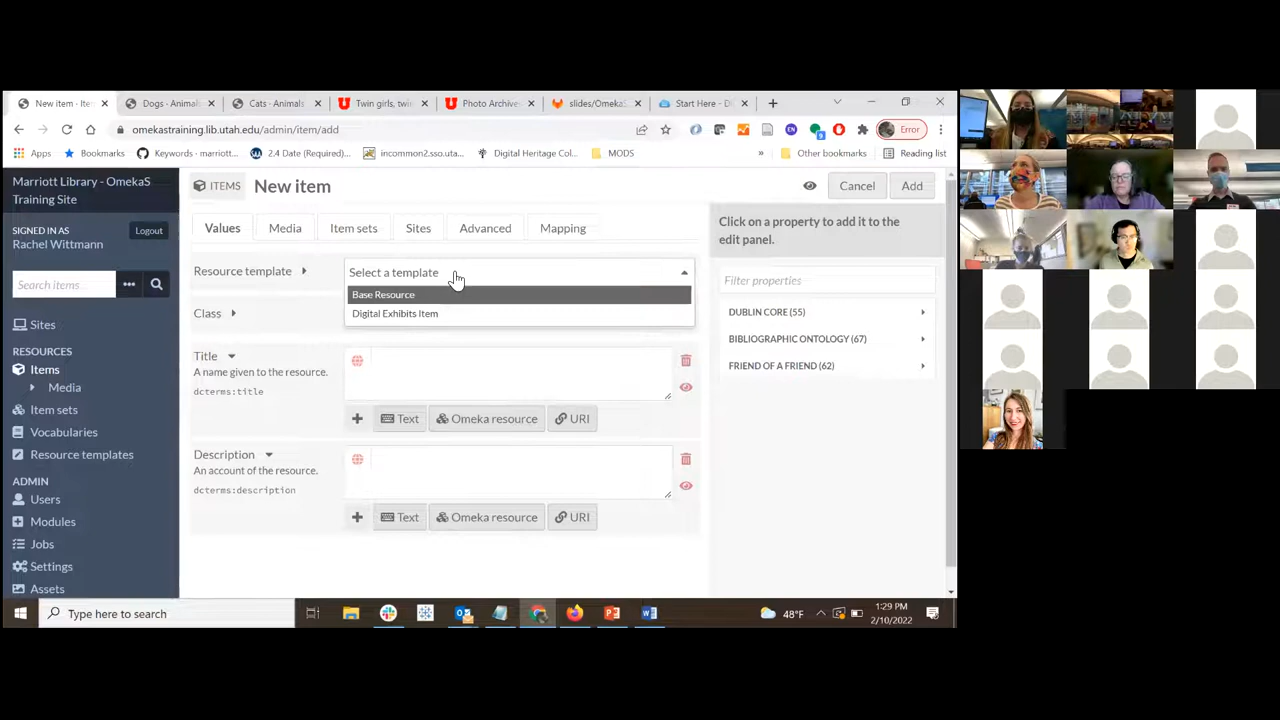 New item - Ite
Dogs - Animal
Cats - Animals
Twin girls, twi
Photo Archive
slides/OmekaS
Start Here - D
omekastraining.lib.utah.edu/admin/item/add
Error
Apps
Bookmarks
Keywords - marriott...
2.4 Date (Required)...
incommon2.sso.uta...
Digital Heritage Col...
MODS
»
Other bookmarks
Reading list
Marriott Library - OmekaS
Training Site
SIGNED IN AS
Rachel Wittmann
Logout
Search items...
Sites
RESOURCES
Items
Media
Item sets
Vocabularies
Resource templates
ADMIN
Users
Modules
Jobs
Settings
Assets
ITEMS
New item
Cancel
Add
Values
Media
Item sets
Sites
Advanced
Mapping
Resource template
Select a template
Base Resource
Digital Exhibits Item
Class
Title
A name given to the resource.
dcterms:title
Text
Omeka resource
URI
Description
An account of the resource.
dcterms:description
Text
Omeka resource
URI
Click on a property to add it to the
edit panel.
Filter properties
DUBLIN CORE (55)
BIBLIOGRAPHIC ONTOLOGY (67)
FRIEND OF A FRIEND (62)
Type here to search
48°F
1:29 PM
2/10/2022